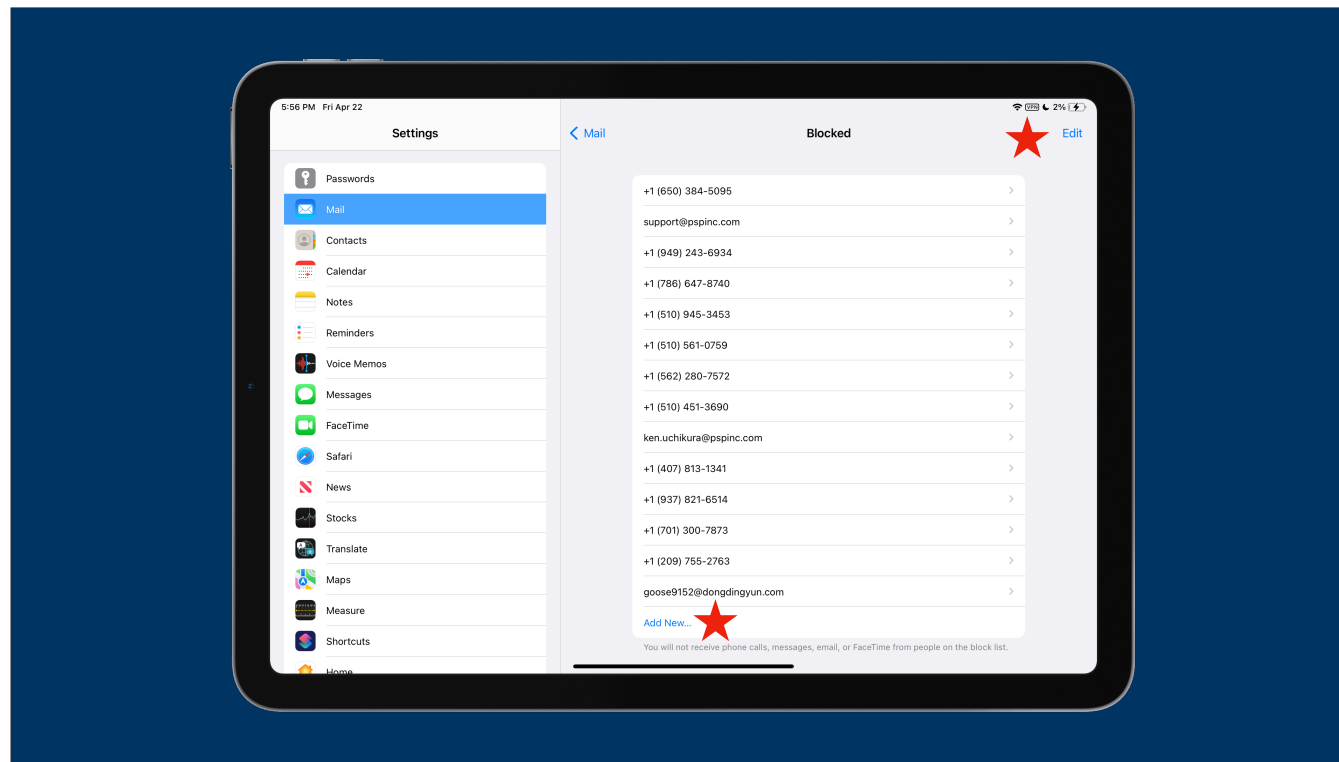 5:56 PM Fri Apr 22
VPN 2%
Settings
Mail
Blocked
Edit
Passwords
Mail
Contacts
Calendar
Notes
Reminders
Voice Memos
Messages
FaceTime
Safari
News
Stocks
Translate
Maps
Measure
Shortcuts
Home
+1 (650) 384-5095
support@pspinc.com
+1 (949) 243-6934
+1 (786) 647-8740
+1 (510) 945-3453
+1 (510) 561-0759
+1 (562) 280-7572
+1 (510) 451-3690
ken.uchikura@pspinc.com
+1 (407) 813-1341
+1 (937) 821-6514
+1 (701) 300-7873
+1 (209) 755-2763
goose9152@dongdingyun.com
Add New...
You will not receive phone calls, messages, email, or FaceTime from people on the block list.